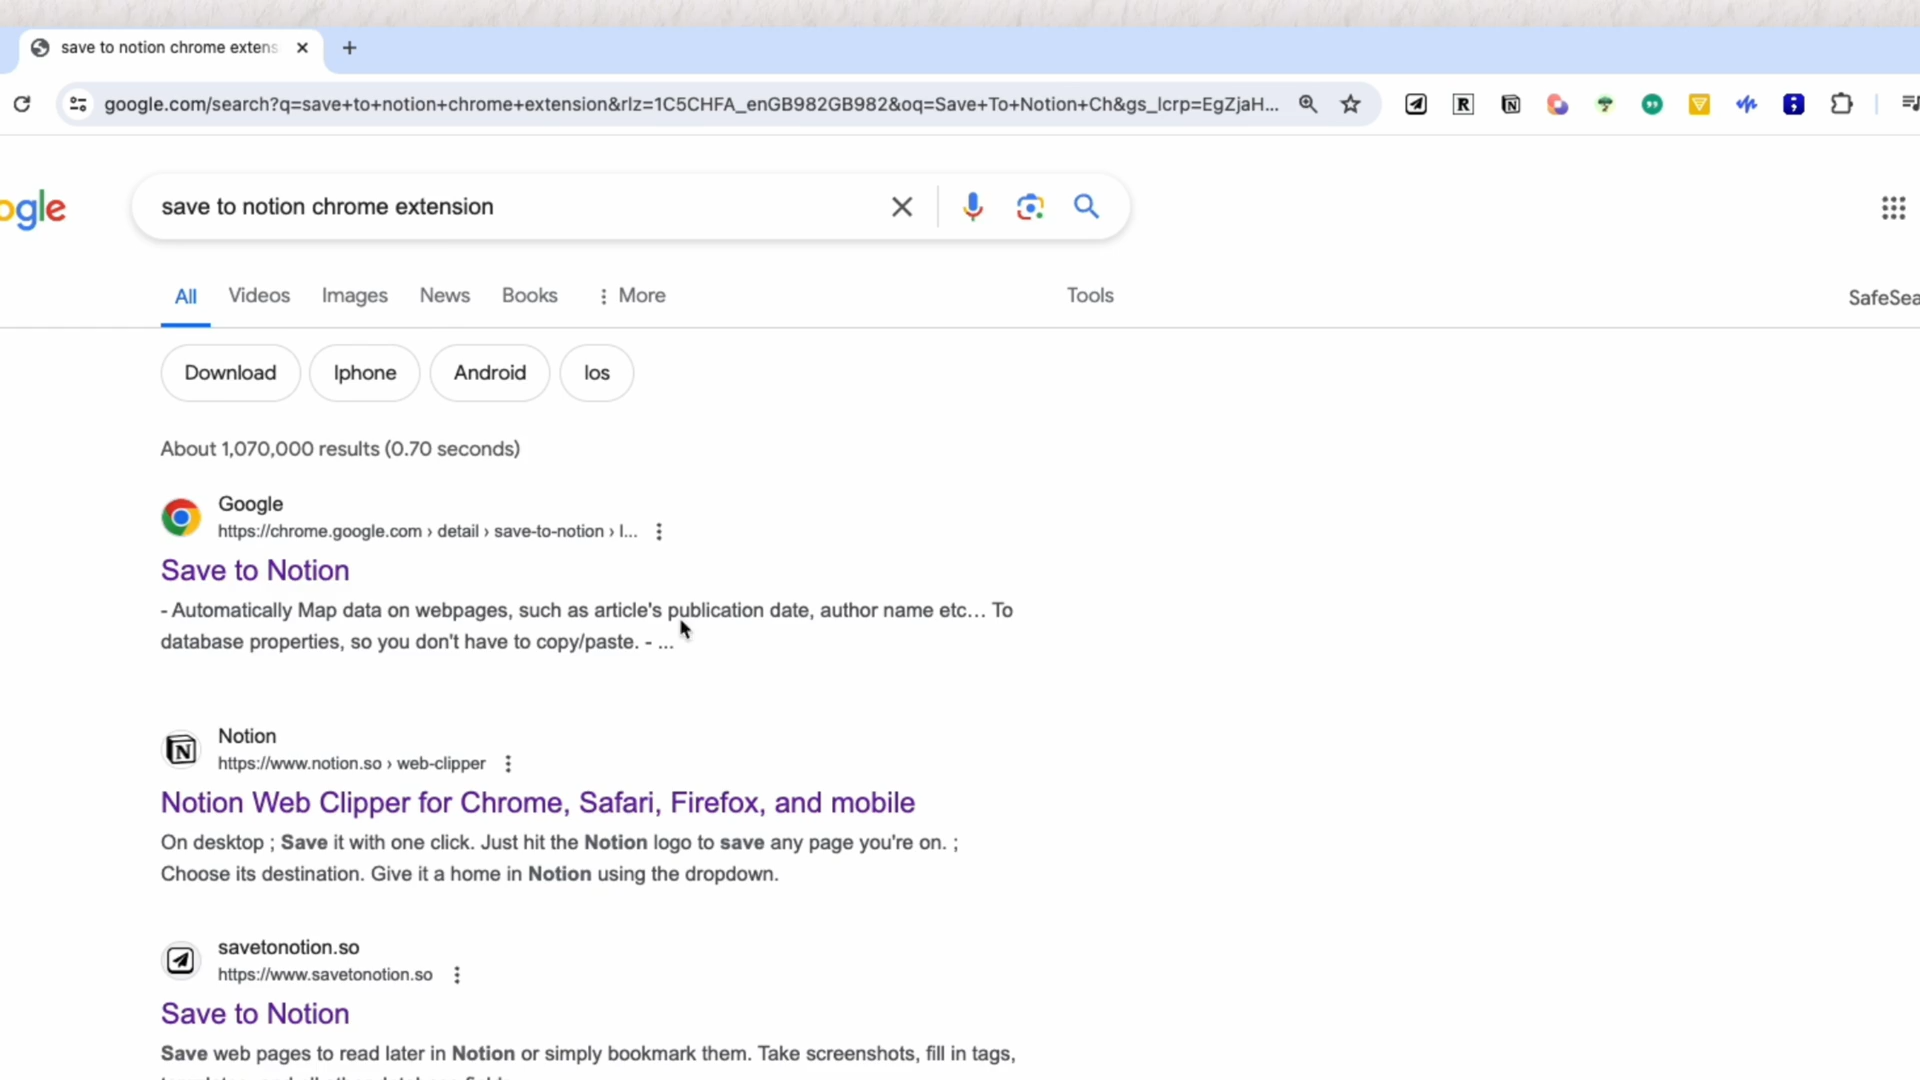 save to notion chrome extens
google.com/search?q=save+to+notion+chrome+extension&rlz=1C5CHFA_enGB982GB982&oq=Save+To+Notion+Ch&gs_lcrp=EgZjaH...
ogle
save to notion chrome extension
All Videos Images News Books More Tools SafeSea
Download Iphone Android Ios
About 1,070,000 results (0.70 seconds)
Google
https://chrome.google.com › detail › save-to-notion › l...
Save to Notion
- Automatically Map data on webpages, such as article's publication date, author name etc... To
database properties, so you don't have to copy/paste. - ...
Notion
https://www.notion.so › web-clipper
Notion Web Clipper for Chrome, Safari, Firefox, and mobile
On desktop ; Save it with one click. Just hit the Notion logo to save any page you're on. ;
Choose its destination. Give it a home in Notion using the dropdown.
savetonotion.so
https://www.savetonotion.so
Save to Notion
Save web pages to read later in Notion or simply bookmark them. Take screenshots, fill in tags,